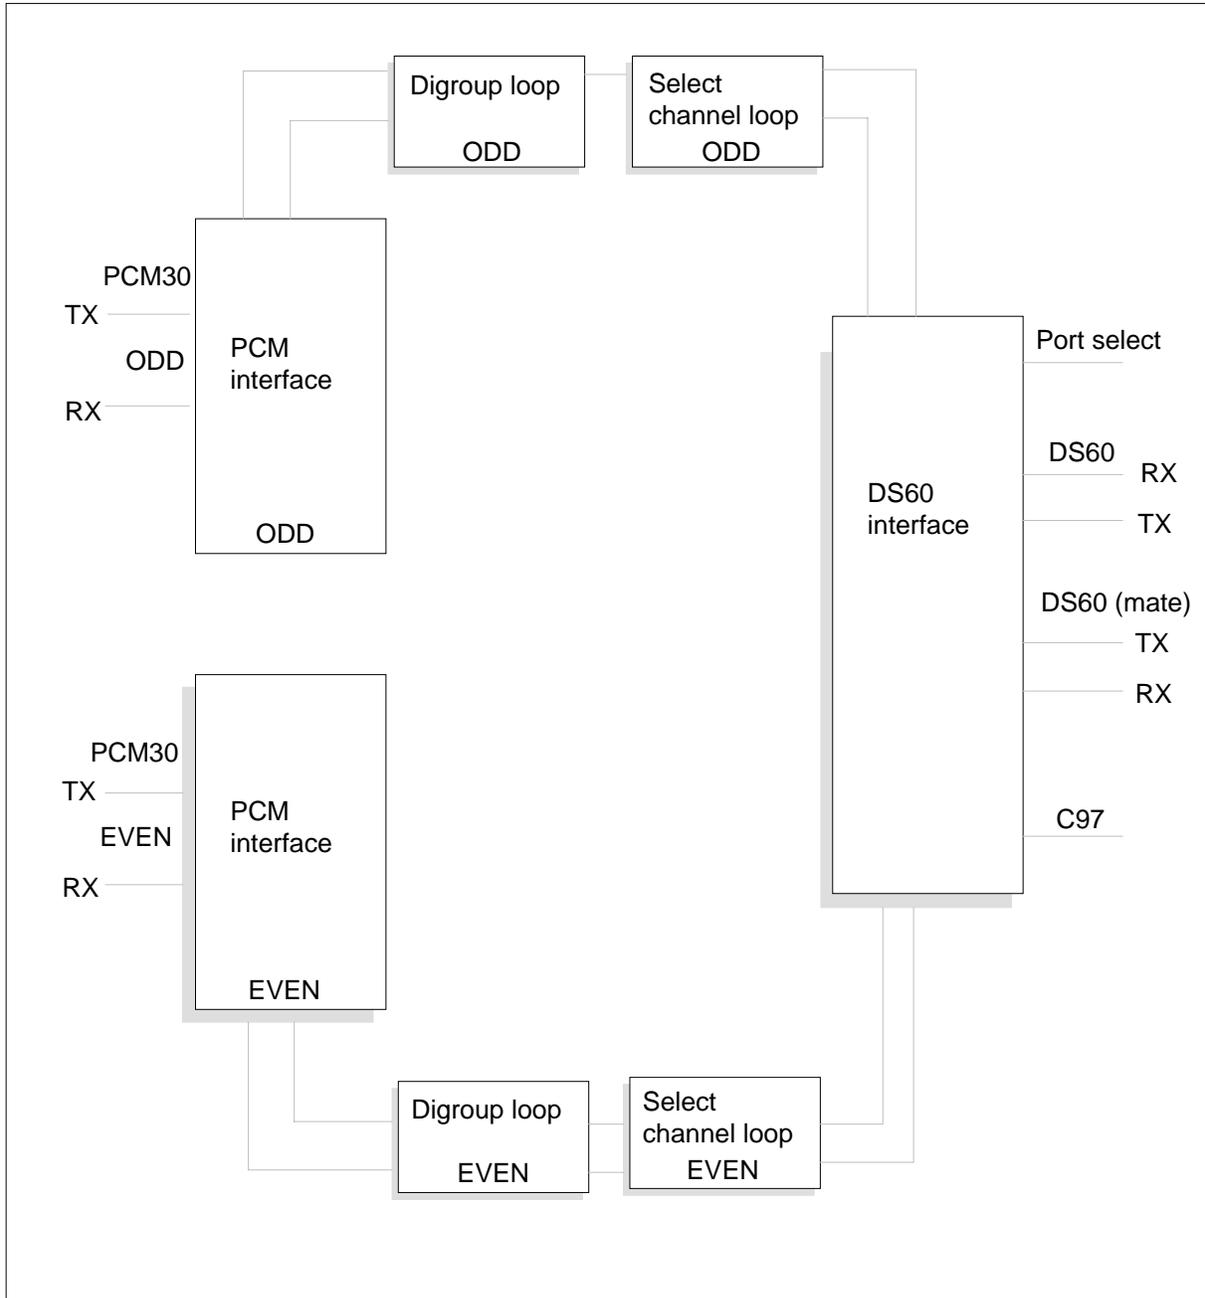 Digroup loop
ODD
Select
channel loop
ODD
PCM30
TX
ODD
RX
PCM
interface
ODD
Port select
DS60
RX
TX
DS60
interface
DS60 (mate)
TX
RX
C97
PCM30
TX
EVEN
RX
PCM
interface
EVEN
Digroup loop
EVEN
Select
channel loop
EVEN